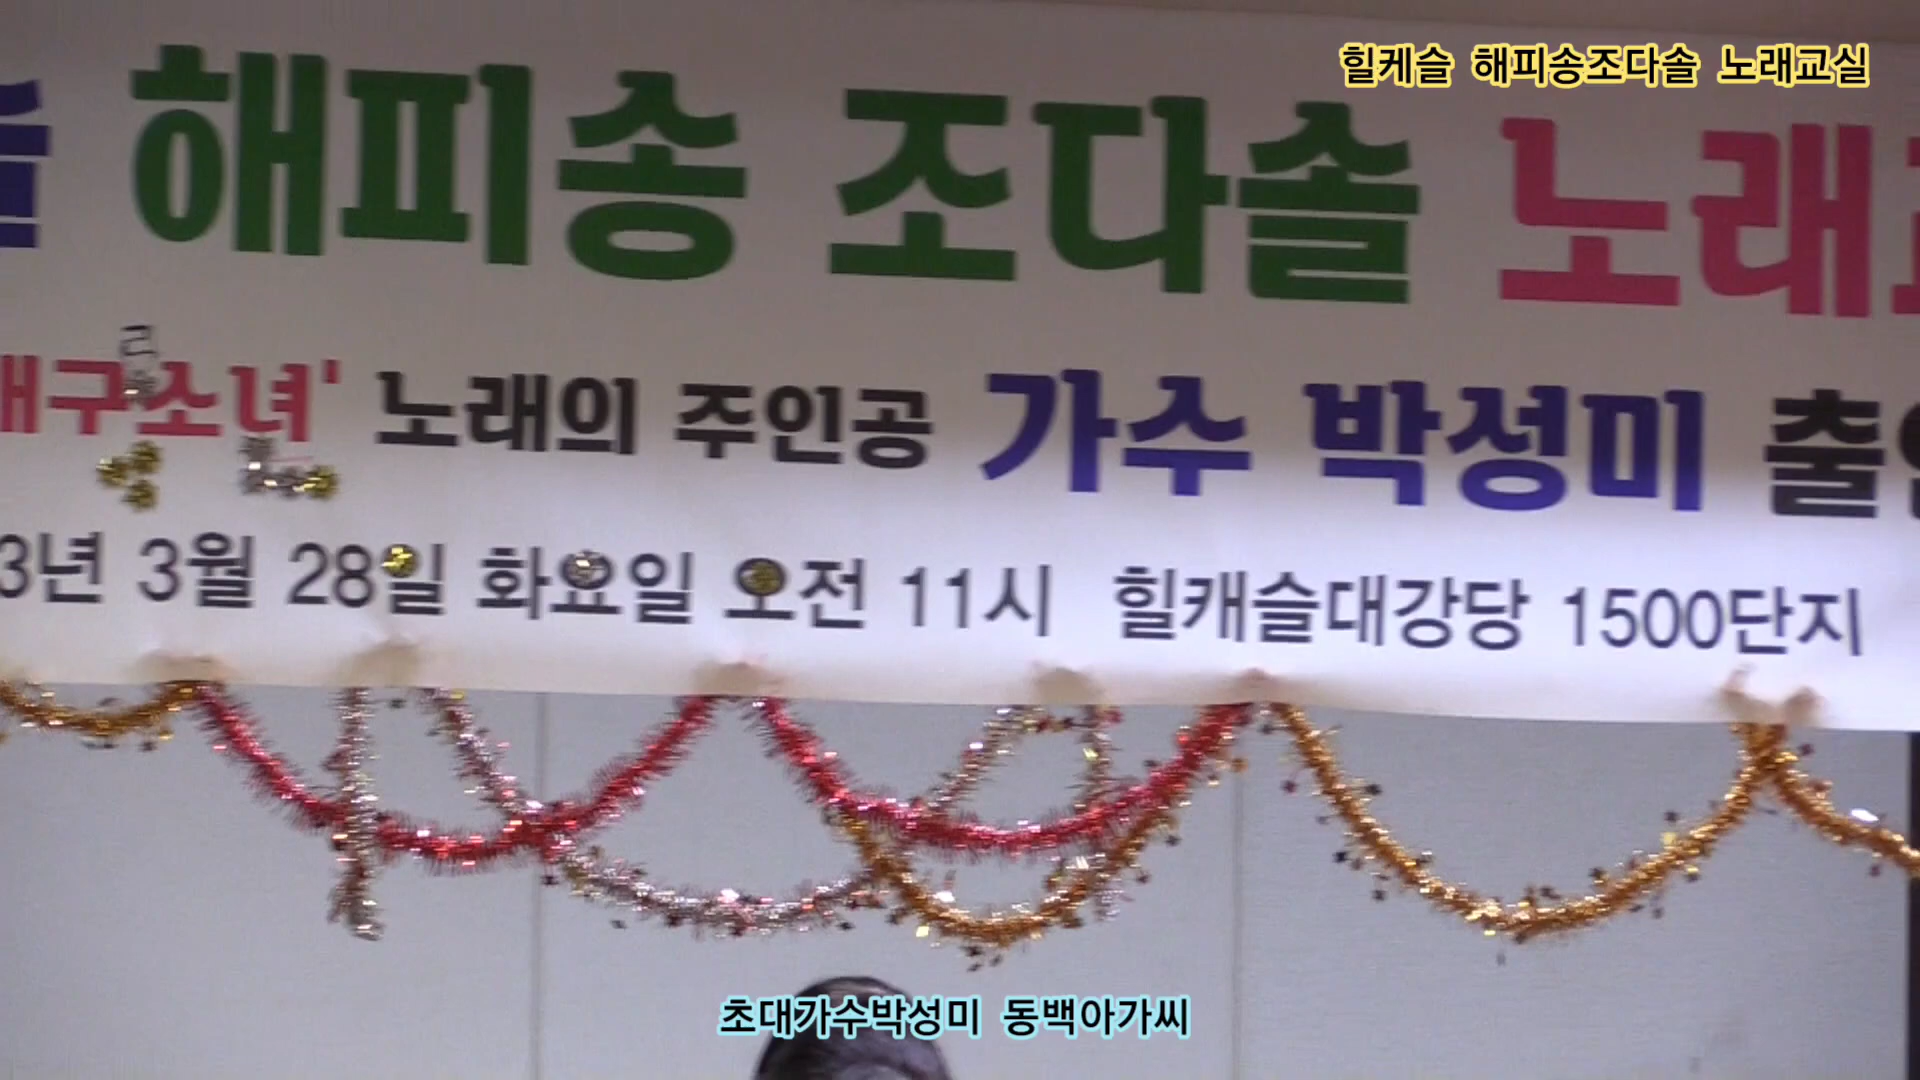 힐케슬 해피송조다솔 노래교실
해피송 조다솔 노래
대구소녀' 노래의 주인공 가수 박성미 출
3년 3월 28일 화요일 오전 11시 힐캐슬대강당 1500단지
초대가수박성미 동백아가씨